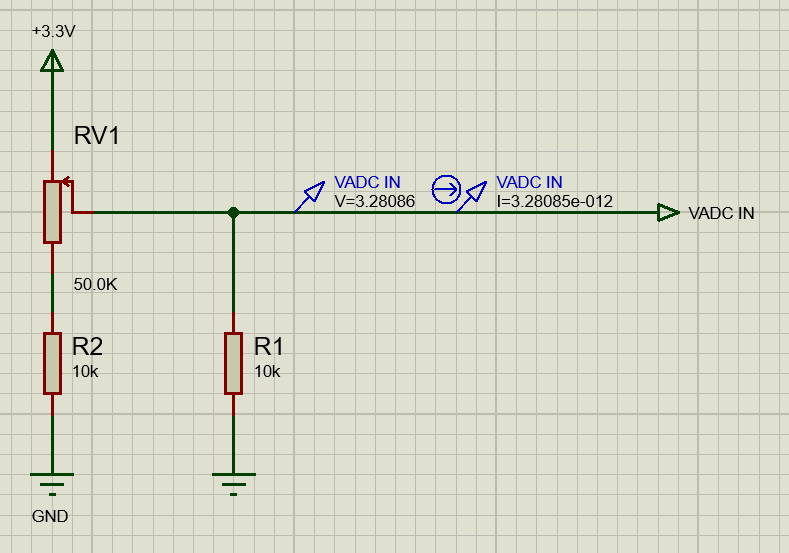 +3.3V
RV1
VADC IN
V=3.28086
VADC IN
I=3.28085e-012
VADC IN
50.0K
R2
10k
R1
10k
GND